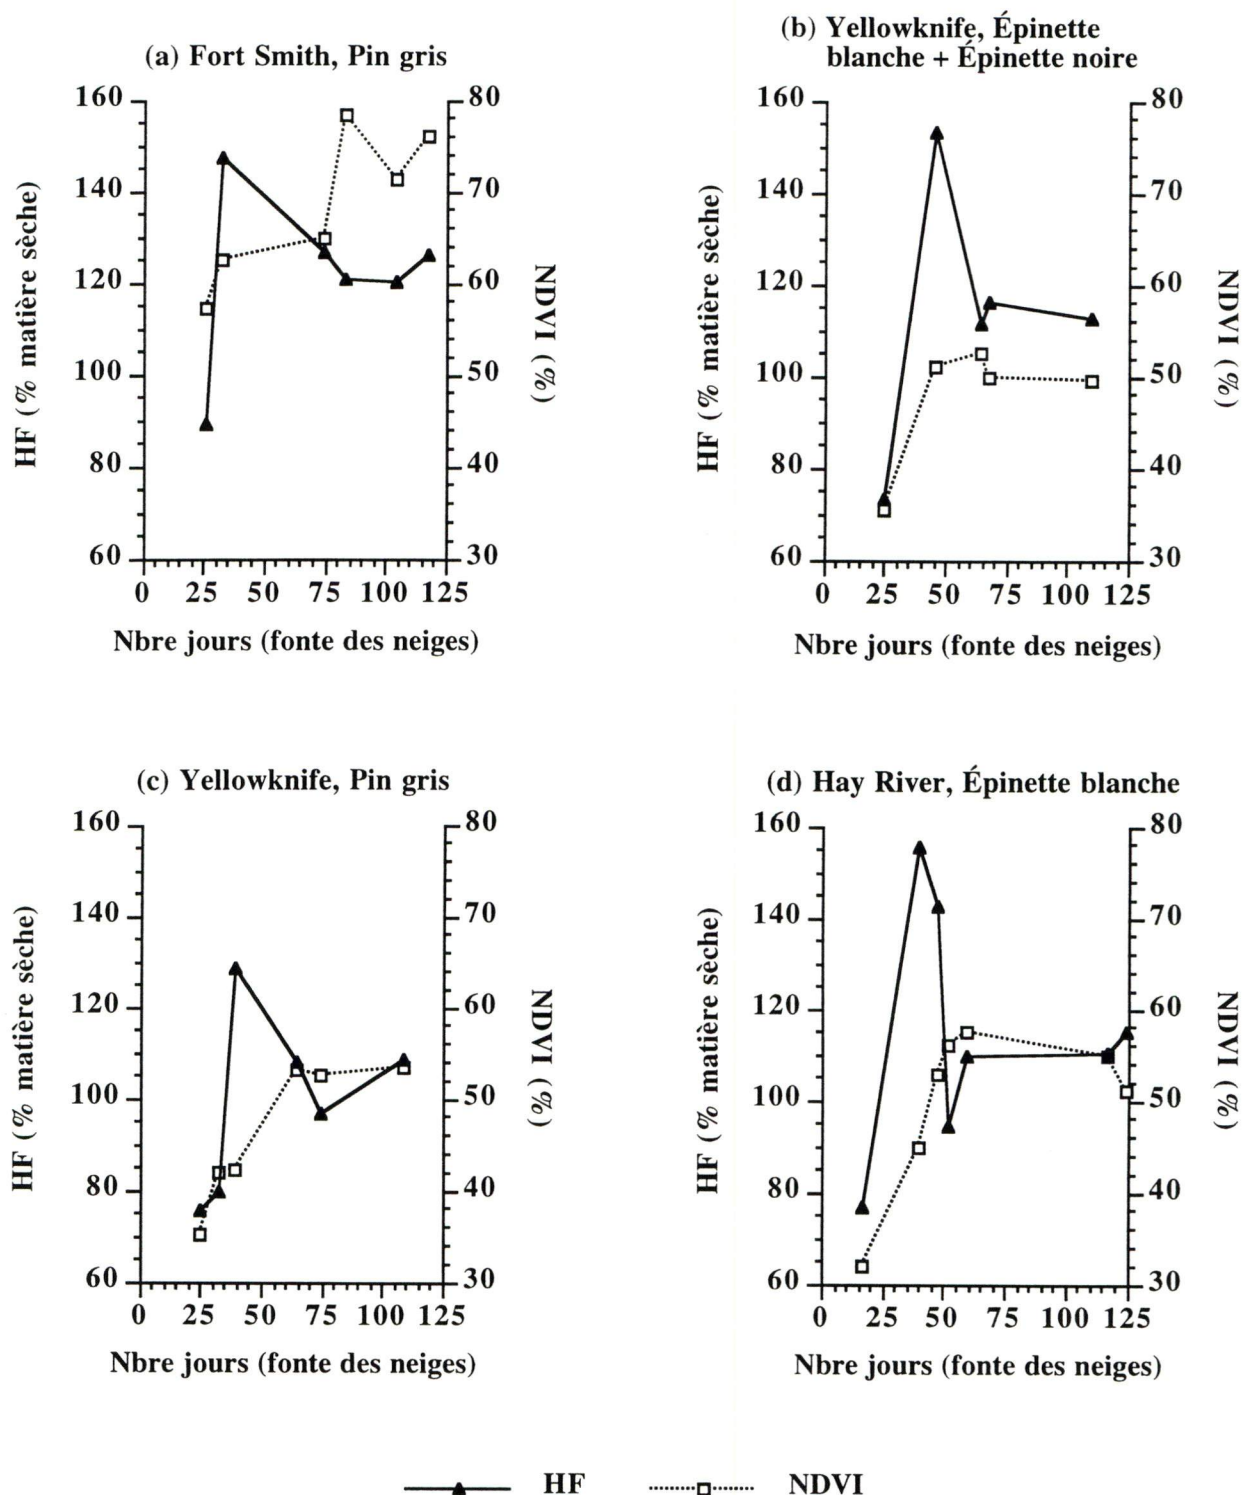 (a) Fort Smith, Pin gris
160
140
120
100
80
60
80
70
60
50
40
30
0 25 50 75 100 125
HF (% matière sèche)
NDVI (%)
Nbre jours (fonte des neiges)
(b) Yellowknife, Épinette
blanche + Épinette noire
160
140
120
100
80
60
80
70
60
50
40
30
0 25 50 75 100 125
HF (% matière sèche)
NDVI (%)
Nbre jours (fonte des neiges)
(c) Yellowknife, Pin gris
160
140
120
100
80
60
80
70
60
50
40
30
0 25 50 75 100 125
HF (% matière sèche)
NDVI (%)
Nbre jours (fonte des neiges)
(d) Hay River, Épinette blanche
160
140
120
100
80
60
80
70
60
50
40
30
0 25 50 75 100 125
HF (% matière sèche)
NDVI (%)
Nbre jours (fonte des neiges)
HF NDVI